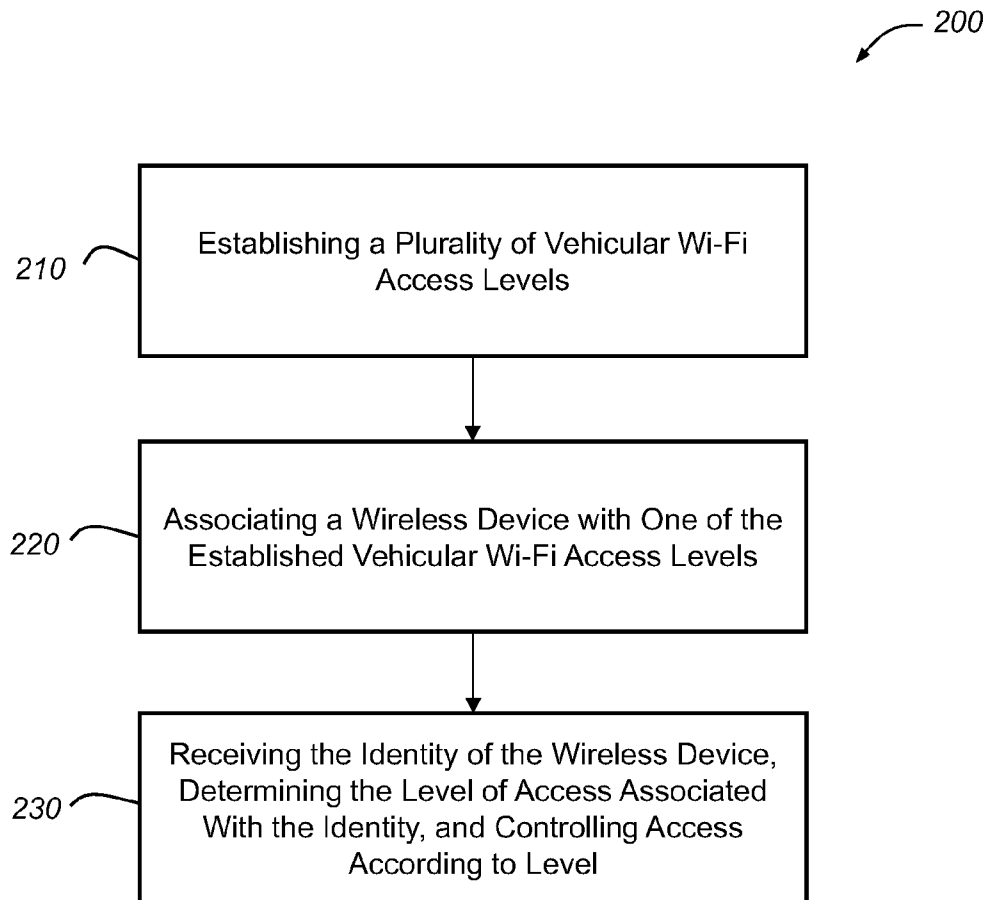 200
Establishing a Plurality of Vehicular Wi-Fi
Access Levels
210
Associating a Wireless Device with One of the
Established Vehicular Wi-Fi Access Levels
220
Receiving the Identity of the Wireless Device,
Determining the Level of Access Associated
With the Identity, and Controlling Access
According to Level
230